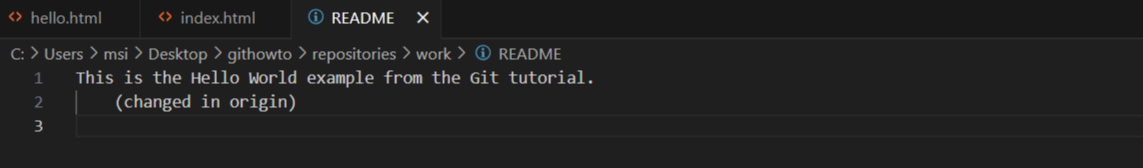 <> hello.html <> index.html ⓘ README ✕
C: > Users > msi > Desktop > githowto > repositories > work > ⓘ README
1 This is the Hello World example from the Git tutorial.
2 (changed in origin)
3